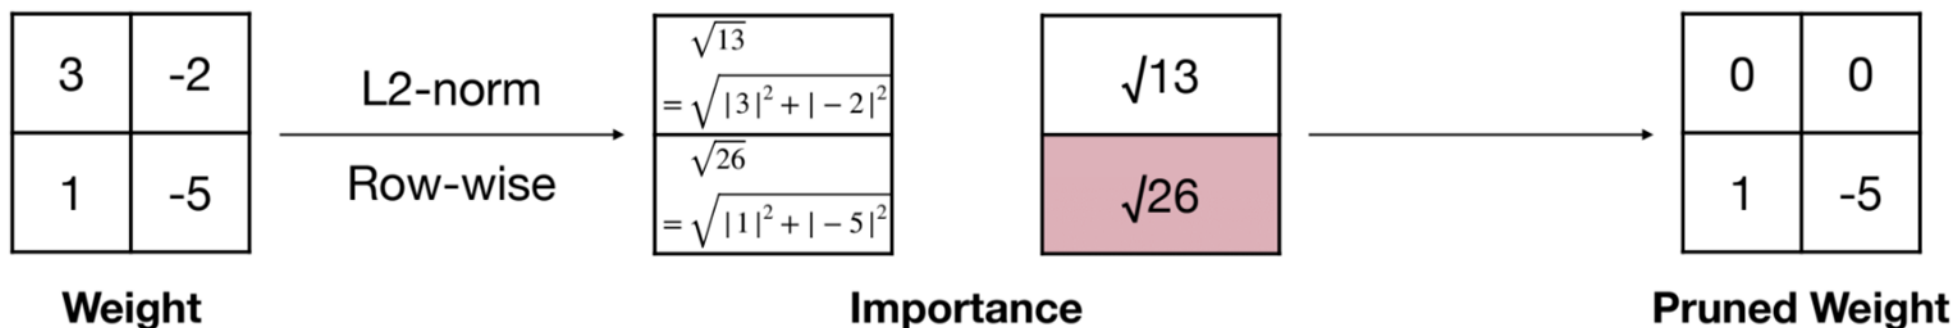 3 -2
1 -5
Weight
L2-norm
Row-wise
√13
= √|3|² + |− 2|²
√26
= √|1|² + |− 5|²
√13
√26
Importance
0 0
1 -5
Pruned Weight